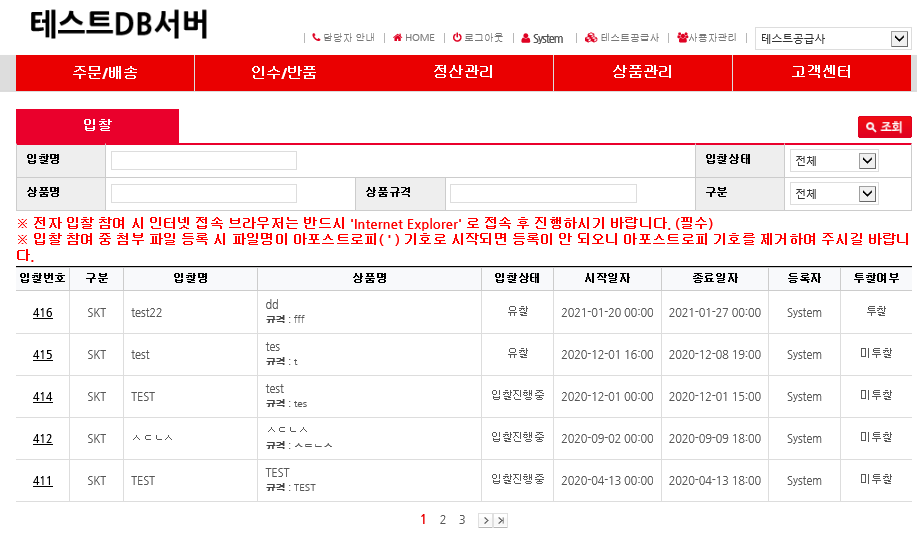 테스트DB서버
담당자 안내 HOME 로그아웃 System 테스트공급사 사용자관리 테스트공급사
주문/배송 인수/반품 정산관리 상품관리 고객센터
입찰 조회
입찰명 입찰상태 전체
상품명 상품규격 구분 전체
※ 전자 입찰 참여 시 인터넷 접속 브라우저는 반드시 'Internet Explorer' 로 접속 후 진행하시기 바랍니다. (필수)
※ 입찰 참여 중 첨부 파일 등록 시 파일명이 아포스트로피( ' ) 기호로 시작되면 등록이 안 되오니 아포스트로피 기호를 제거하여 주시길 바랍니
다.
입찰번호 구분 입찰명 상품명 입찰상태 시작일자 종료일자 등록자 투찰여부
416 SKT test22 dd 유찰 2021-01-20 00:00 2021-01-27 00:00 System 투찰
규격 : fff
415 SKT test tes 유찰 2020-12-01 16:00 2020-12-08 19:00 System 미투찰
규격 : t
414 SKT TEST test 입찰진행중 2020-12-01 00:00 2020-12-01 15:00 System 미투찰
규격 : tes
412 SKT ㅅㄷㄴㅅ ㅅㄷㄴㅅ 입찰진행중 2020-09-02 00:00 2020-09-09 18:00 System 미투찰
규격 : ㅅㄷㄴㅅ
411 SKT TEST TEST 입찰진행중 2020-04-13 00:00 2020-04-13 18:00 System 미투찰
규격 : TEST
1 2 3